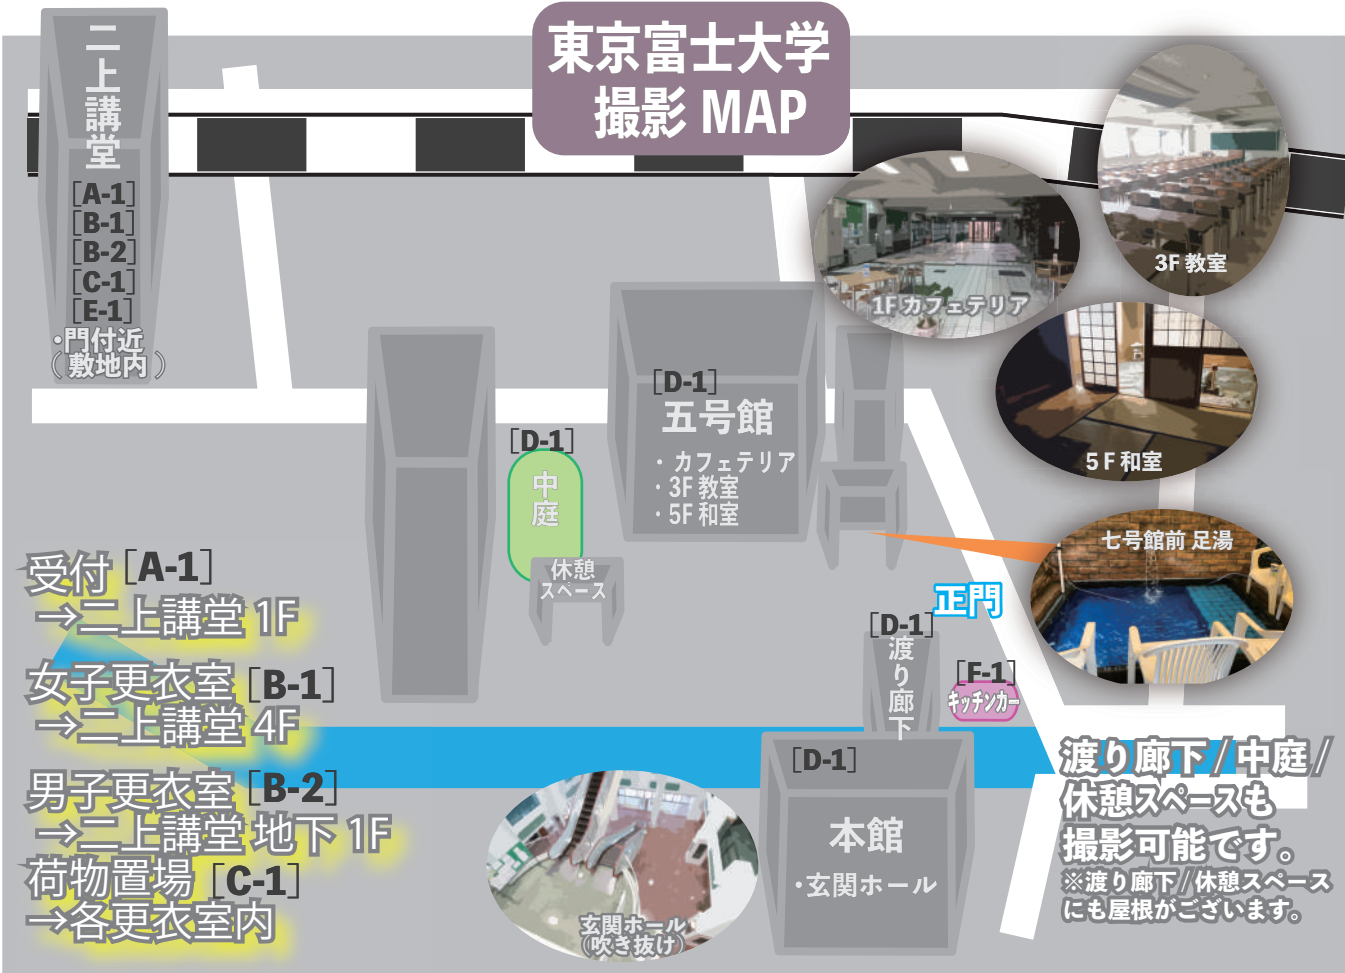 東京富士大学
撮影 MAP
二上講堂
[A-1]
[B-1]
[B-2]
[C-1]
[E-1]
・門付近
(敷地内)
3F 教室
1F カフェテリア
5F 和室
七号館前 足湯
[D-1]
五号館
・カフェテリア
・3F 教室
・5F 和室
[D-1]
中庭
休憩
スペース
正門
[D-1]
渡り廊下
[F-1]
キッチンカー
[D-1]
本館
・玄関ホール
玄関ホール
(吹き抜け)
受付 [A-1]
→二上講堂 1F
女子更衣室 [B-1]
→二上講堂 4F
男子更衣室 [B-2]
→二上講堂 地下 1F
荷物置場 [C-1]
→各更衣室内
渡り廊下/中庭/
休憩スペースも
撮影可能です。
※渡り廊下/休憩スペース
にも屋根がございます。